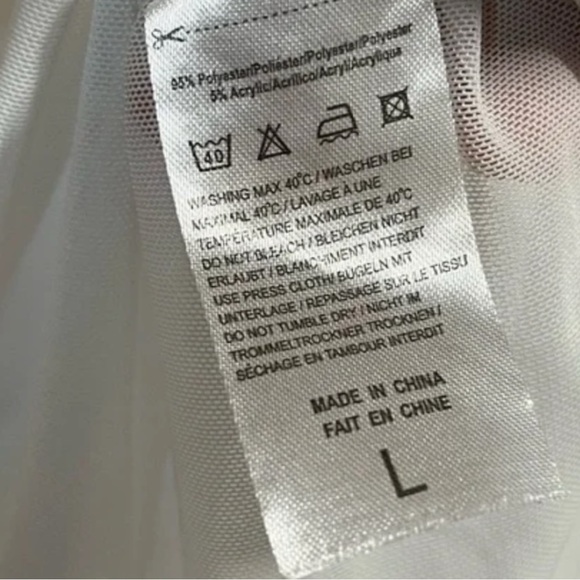 95% Polyester/Poliester/Polyester/Polyester
5% Acrylic/Acrilico/Acryl/Acrylique
40
WASHING MAX 40°C / WASCHEN BEI
MAXIMAL 40°C / LAVAGE À UNE
TEMPÉRATURE MAXIMALE DE 40°C
DO NOT BLEACH / BLEICHEN NICHT
ERLAUBT / BLANCHIMENT INTERDIT
USE PRESS CLOTH/ BÜGELN MIT
UNTERLAGE / REPASSAGE SUR LE TISSU
DO NOT TUMBLE DRY / NICHT IM
TROMMELTROCKNER TROCKNEN /
SÉCHAGE EN TAMBOUR INTERDIT
MADE IN CHINA
FAIT EN CHINE
L